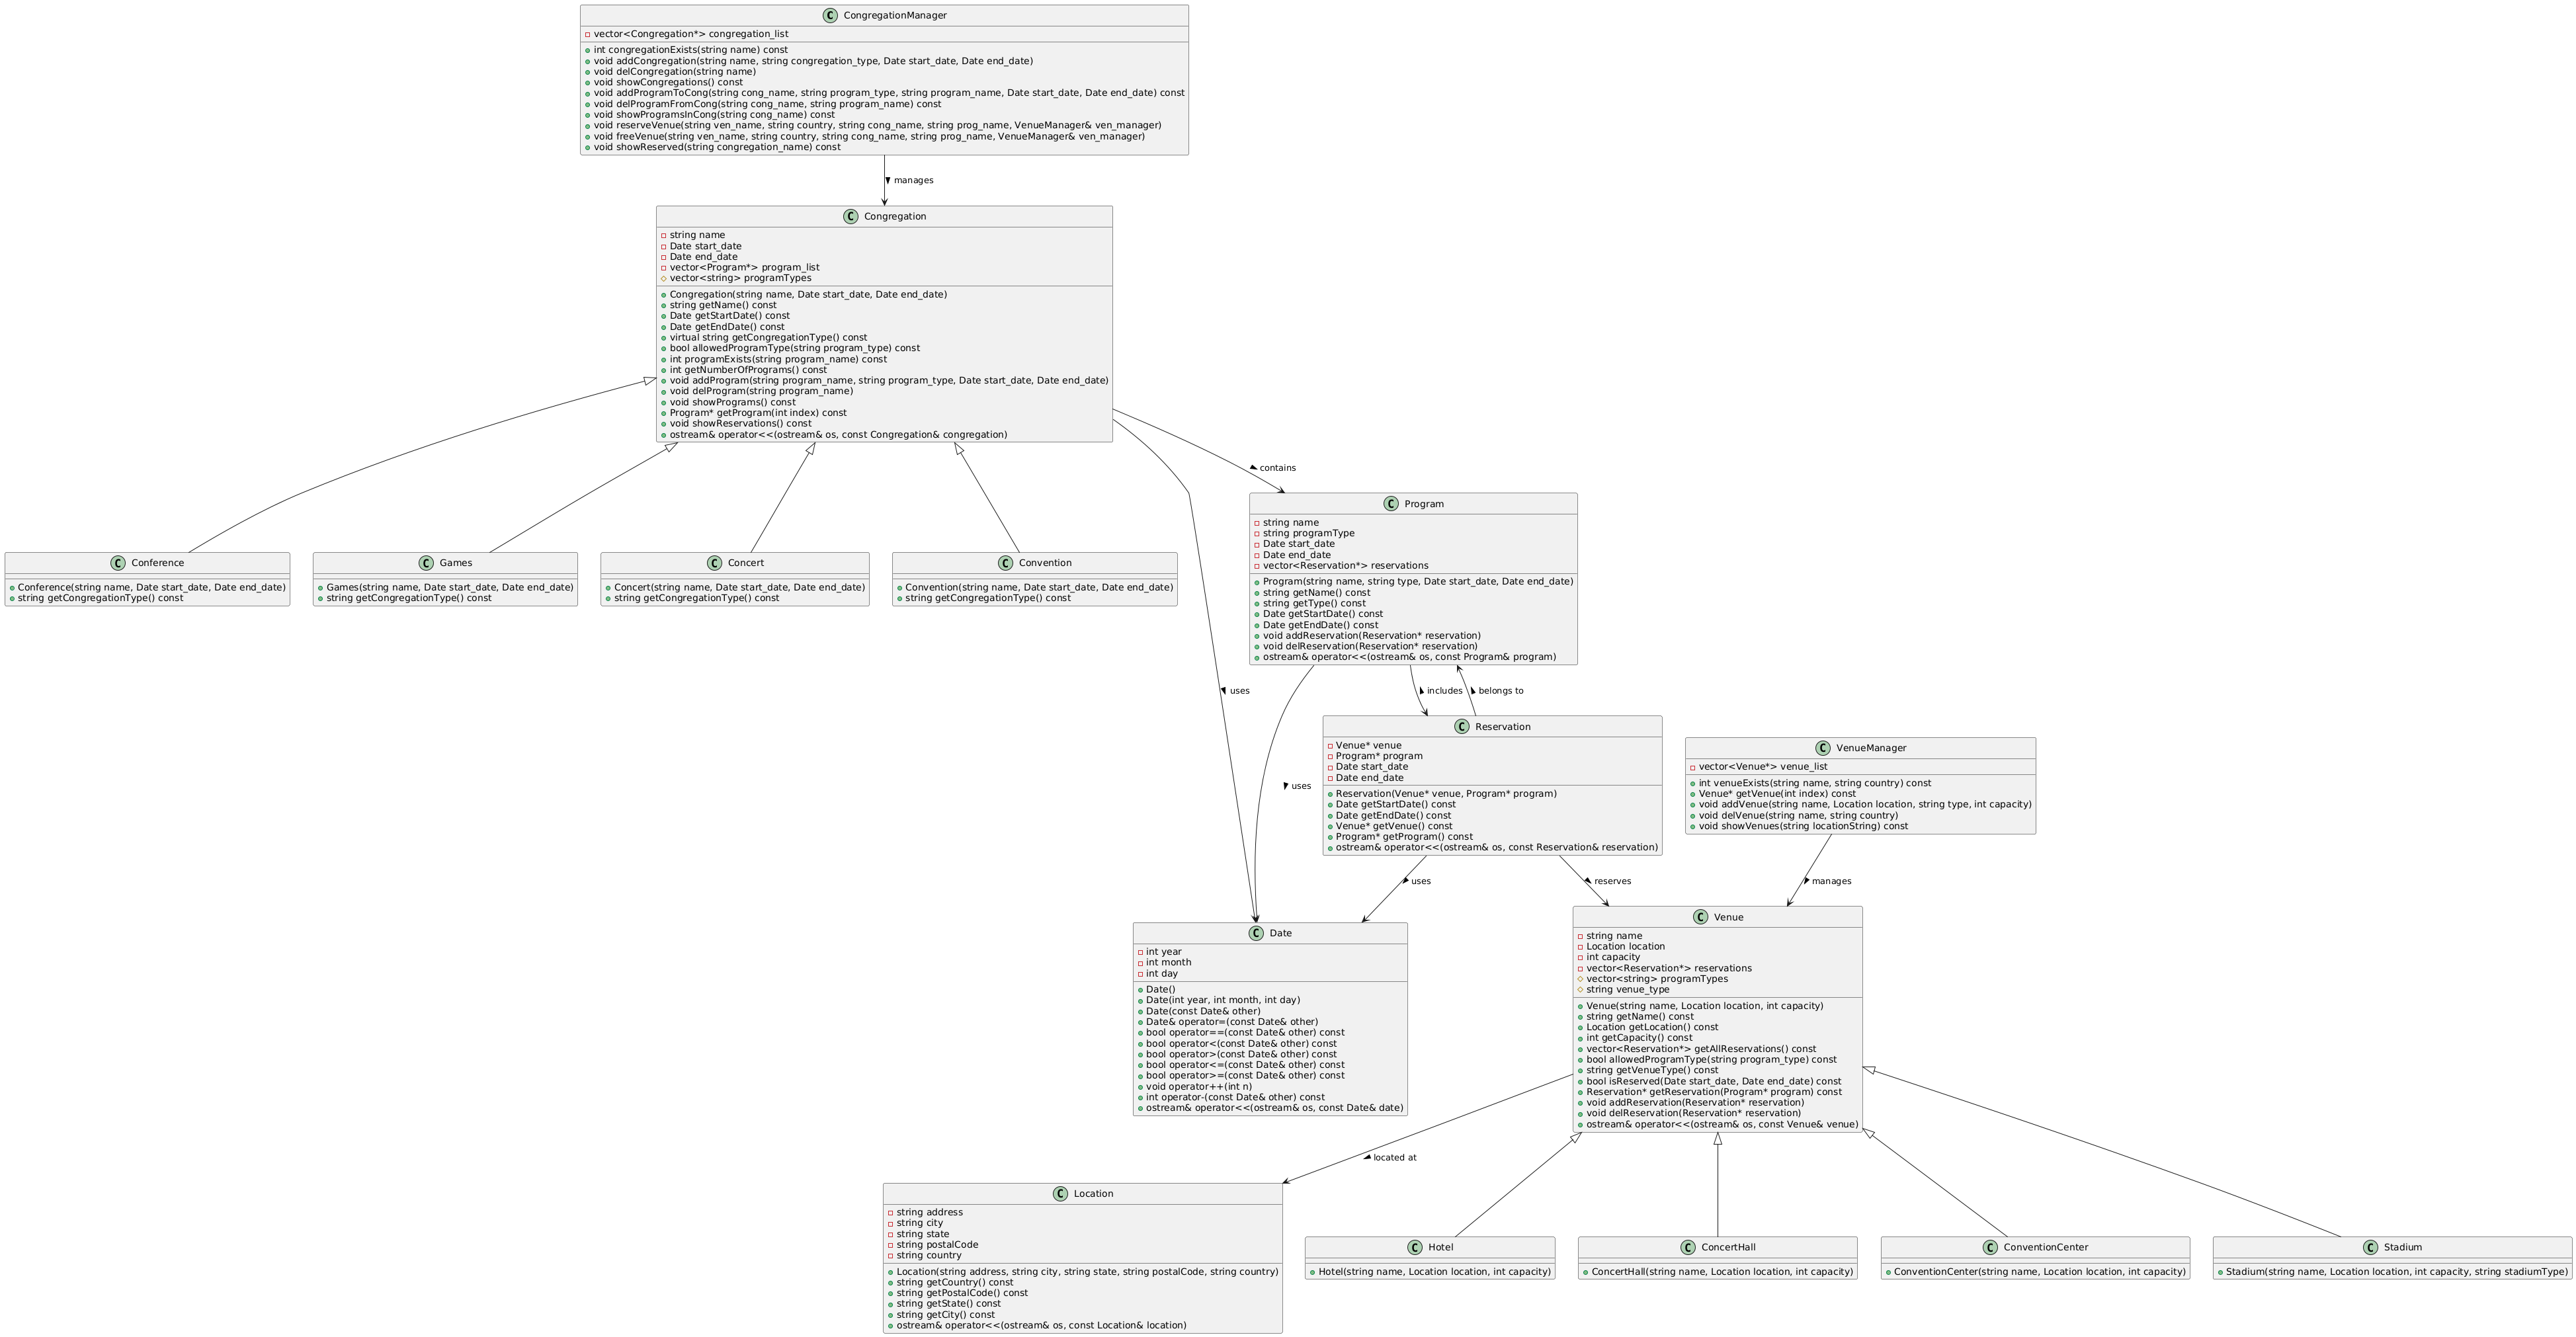 CongregationManager
vector<Congregation*> congregation_list
int congregationExists(string name) const
void addCongregation(string name, string congregation_type, Date start_date, Date end_date)
void delCongregation(string name)
void showCongregations() const
void addProgramToCong(string cong_name, string program_type, string program_name, Date start_date, Date end_date) const
void delProgramFromCong(string cong_name, string program_name) const
void showProgramsInCong(string cong_name) const
void reserveVenue(string ven_name, string country, string cong_name, string prog_name, VenueManager& ven_manager)
void freeVenue(string ven_name, string country, string cong_name, string prog_name, VenueManager& ven_manager)
void showReserved(string congregation_name) const
manages
Congregation
string name
Date start_date
Date end_date
vector<Program*> program_list
vector<string> programTypes
Congregation(string name, Date start_date, Date end_date)
string getName() const
Date getStartDate() const
Date getEndDate() const
virtual string getCongregationType() const
bool allowedProgramType(string program_type) const
int programExists(string program_name) const
int getNumberOfPrograms() const
void addProgram(string program_name, string program_type, Date start_date, Date end_date)
void delProgram(string program_name)
void showPrograms() const
Program* getProgram(int index) const
void showReservations() const
ostream& operator<<(ostream& os, const Congregation& congregation)
contains
Conference
Conference(string name, Date start_date, Date end_date)
string getCongregationType() const
Games
Games(string name, Date start_date, Date end_date)
string getCongregationType() const
Concert
Concert(string name, Date start_date, Date end_date)
string getCongregationType() const
Convention
Convention(string name, Date start_date, Date end_date)
string getCongregationType() const
Program
string name
string programType
Date start_date
Date end_date
vector<Reservation*> reservations
Program(string name, string type, Date start_date, Date end_date)
string getName() const
string getType() const
Date getStartDate() const
Date getEndDate() const
void addReservation(Reservation* reservation)
void delReservation(Reservation* reservation)
ostream& operator<<(ostream& os, const Program& program)
uses
includes
belongs to
uses
Reservation
Venue* venue
Program* program
Date start_date
Date end_date
Reservation(Venue* venue, Program* program)
Date getStartDate() const
Date getEndDate() const
Venue* getVenue() const
Program* getProgram() const
ostream& operator<<(ostream& os, const Reservation& reservation)
VenueManager
vector<Venue*> venue_list
int venueExists(string name, string country) const
Venue* getVenue(int index) const
void addVenue(string name, Location location, string type, int capacity)
void delVenue(string name, string country)
void showVenues(string locationString) const
uses
reserves
manages
Date
int year
int month
int day
Date()
Date(int year, int month, int day)
Date(const Date& other)
Date& operator=(const Date& other)
bool operator==(const Date& other) const
bool operator<(const Date& other) const
bool operator>(const Date& other) const
bool operator<=(const Date& other) const
bool operator>=(const Date& other) const
void operator++(int n)
int operator-(const Date& other) const
ostream& operator<<(ostream& os, const Date& date)
Venue
string name
Location location
int capacity
vector<Reservation*> reservations
vector<string> programTypes
string venue_type
Venue(string name, Location location, int capacity)
string getName() const
Location getLocation() const
int getCapacity() const
vector<Reservation*> getAllReservations() const
bool allowedProgramType(string program_type) const
string getVenueType() const
bool isReserved(Date start_date, Date end_date) const
Reservation* getReservation(Program* program) const
void addReservation(Reservation* reservation)
void delReservation(Reservation* reservation)
ostream& operator<<(ostream& os, const Venue& venue)
located at
Location
string address
string city
string state
string postalCode
string country
Location(string address, string city, string state, string postalCode, string country)
string getCountry() const
string getPostalCode() const
string getState() const
string getCity() const
ostream& operator<<(ostream& os, const Location& location)
Hotel
Hotel(string name, Location location, int capacity)
ConcertHall
ConcertHall(string name, Location location, int capacity)
ConventionCenter
ConventionCenter(string name, Location location, int capacity)
Stadium
Stadium(string name, Location location, int capacity, string stadiumType)